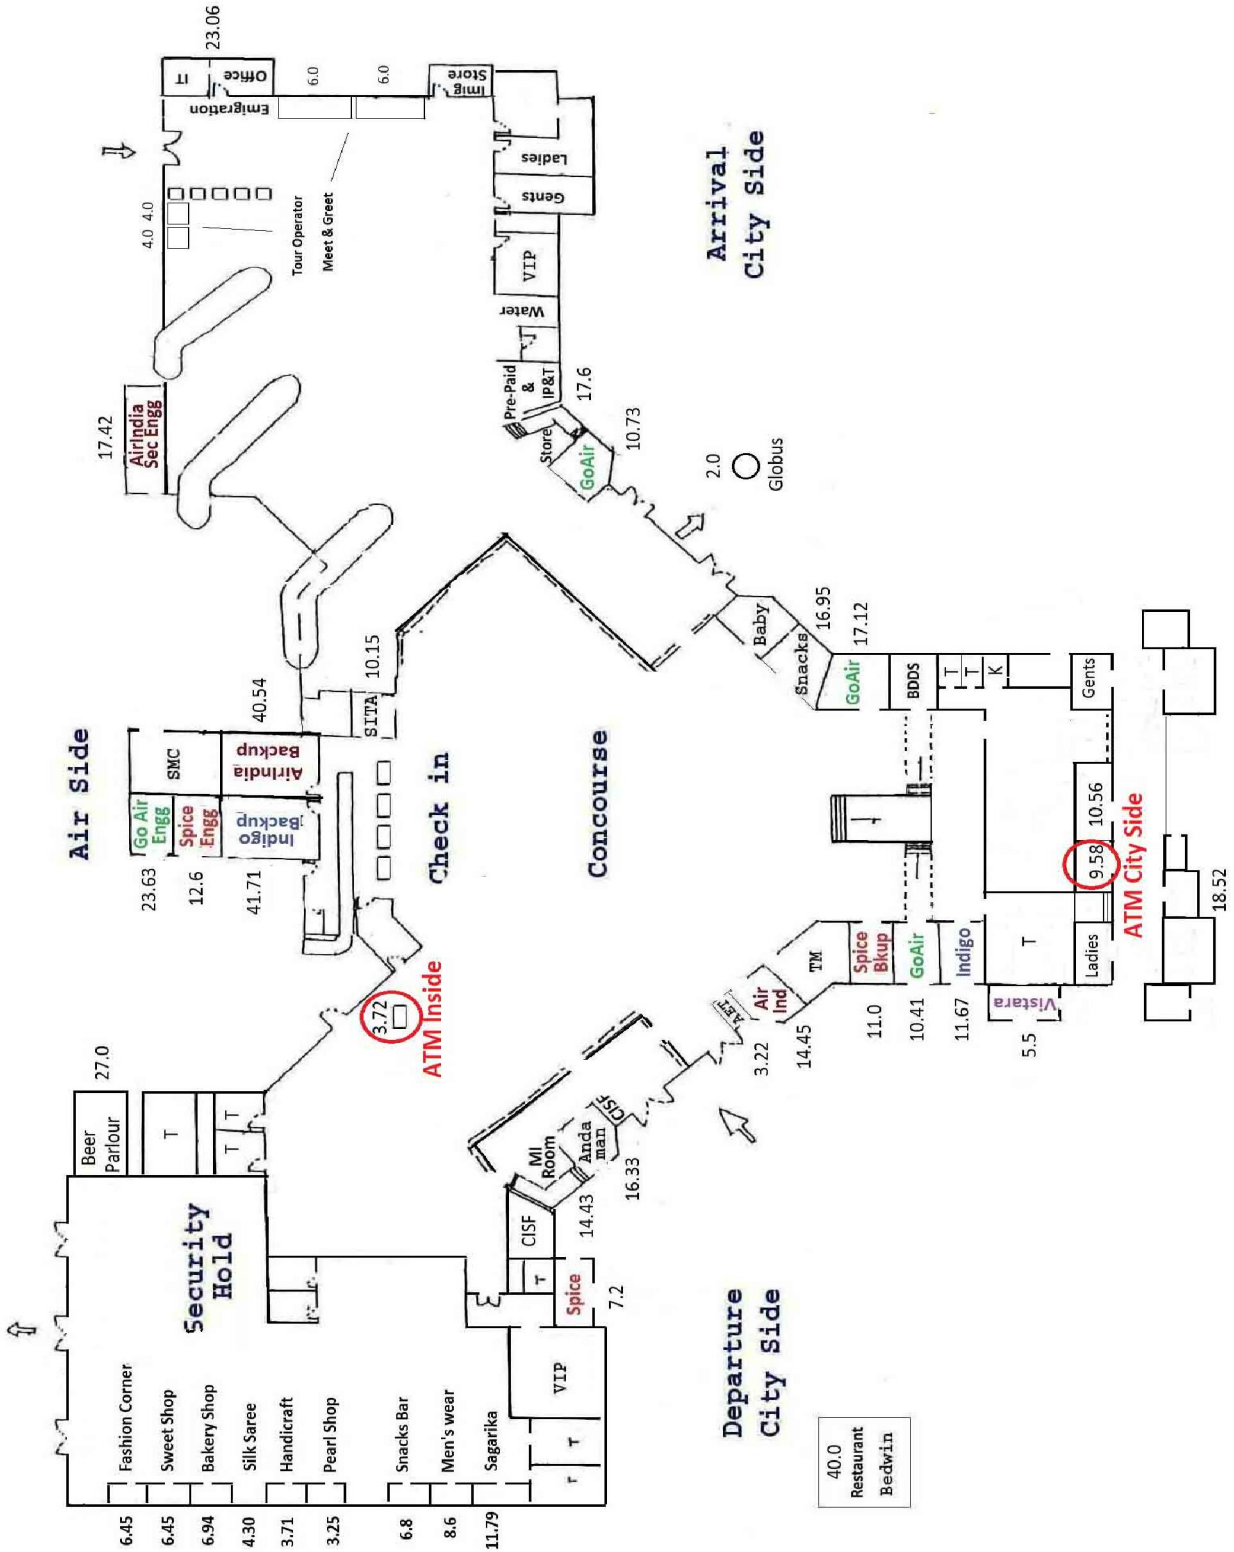 23.06
IT
Office
Emigration
6.0
6.0
Imig
Store
4.0 4.0
Tour Operator
Meet & Greet
Ladies
Gents
VIP
Water
Pre-Paid
&
IP&T
17.6
Store
GoAir
10.73
Arrival
City Side
2.0
Globus
17.42
AirIndia
Sec Engg
Air Side
SMC
AirIndia
Backup
40.54
10.15
SITA
Go Air
Engg
Spice
Engg
Indigo
Backup
23.63
12.6
41.71
Check in
Concourse
Baby
Snacks
16.95
17.12
GoAir
BDDS
T
T
K
Gents
10.56
9.58
ATM City Side
18.52
Ladies
T
Vistara
5.5
Indigo
11.67
GoAir
10.41
Spice
Bkup
11.0
TM
Air
Ind
14.45
AET
3.22
3.72
ATM Inside
27.0
Beer
Parlour
T
T
T
Security
Hold
CISF
MI
Room
Anda
man
16.33
14.43
CISF
T
Spice
7.2
VIP
T
T
Departure
City Side
Fashion Corner
Sweet Shop
Bakery Shop
Silk Saree
Handicraft
Pearl Shop
Snacks Bar
Men's wear
Sagarika
6.45
6.45
6.94
4.30
3.71
3.25
6.8
8.6
11.79
40.0
Restaurant
Bedwin